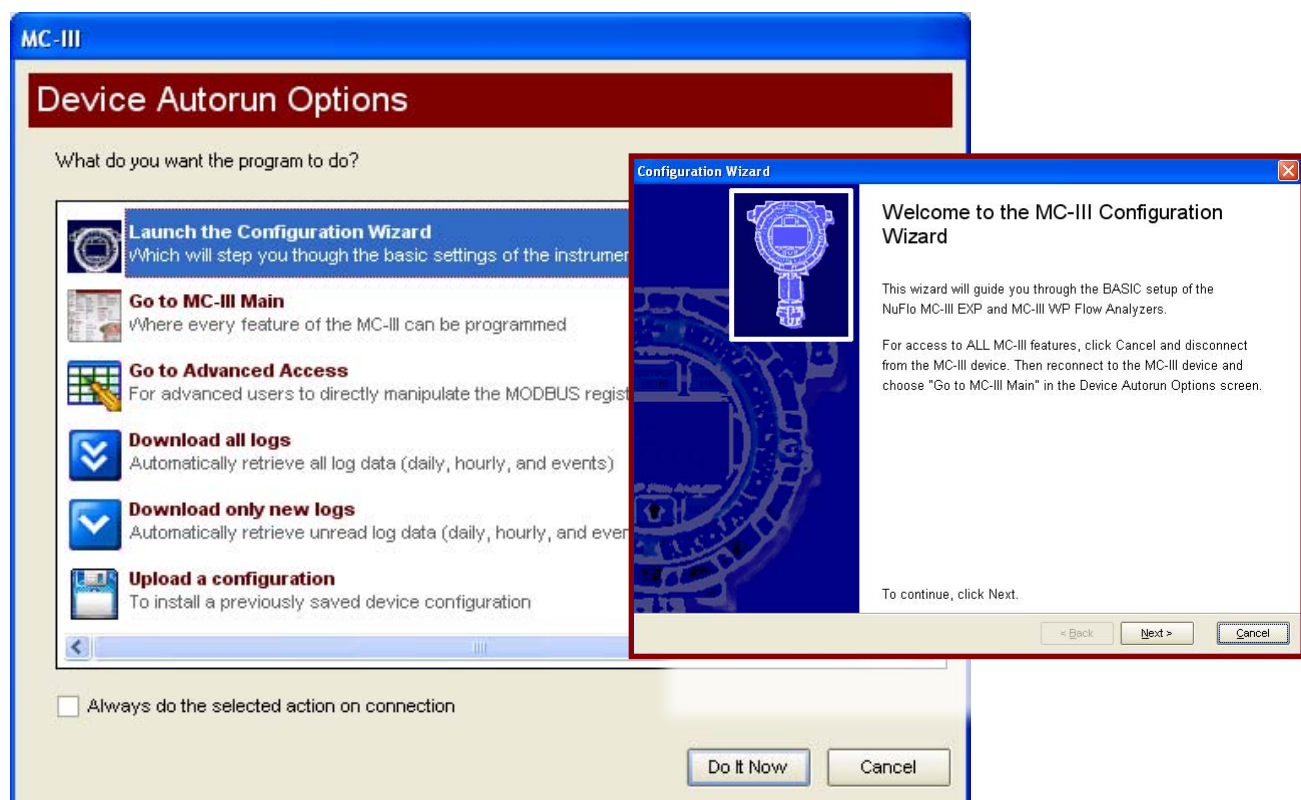 MC-III
Device Autorun Options
What do you want the program to do?
Launch the Configuration Wizard
Which will step you though the basic settings of the
Go to MC-III Main
Where every feature of the MC-III can be programmed
Go to Advanced Access
For advanced users to directly manipulate the MODBUS
Download all logs
Automatically retrieve all log data (daily, hourly, and events)
Download only new logs
Automatically retrieve unread log data (daily, hourly, and
Upload a configuration
To install a previously saved device configuration
Always do the selected action on connection
Do It Now
Cancel
Configuration Wizard
Welcome to the MC-III Configuration
Wizard
This wizard will guide you through the BASIC setup of the
NuFlo MC-III EXP and MC-III WP Flow Analyzers.
For access to ALL MC-III features, click Cancel and disconnect
from the MC-III device. Then reconnect to the MC-III device and
choose "Go to MC-III Main" in the Device Autorun Options screen.
To continue, click Next.
< Back
Next >
Cancel